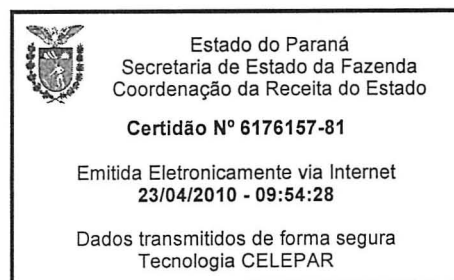 Estado do Paraná
Secretaria de Estado da Fazenda
Coordenação da Receita do Estado
Certidão Nº 6176157-81
Emitida Eletronicamente via Internet
23/04/2010 - 09:54:28
Dados transmitidos de forma segura
Tecnologia CELEPAR